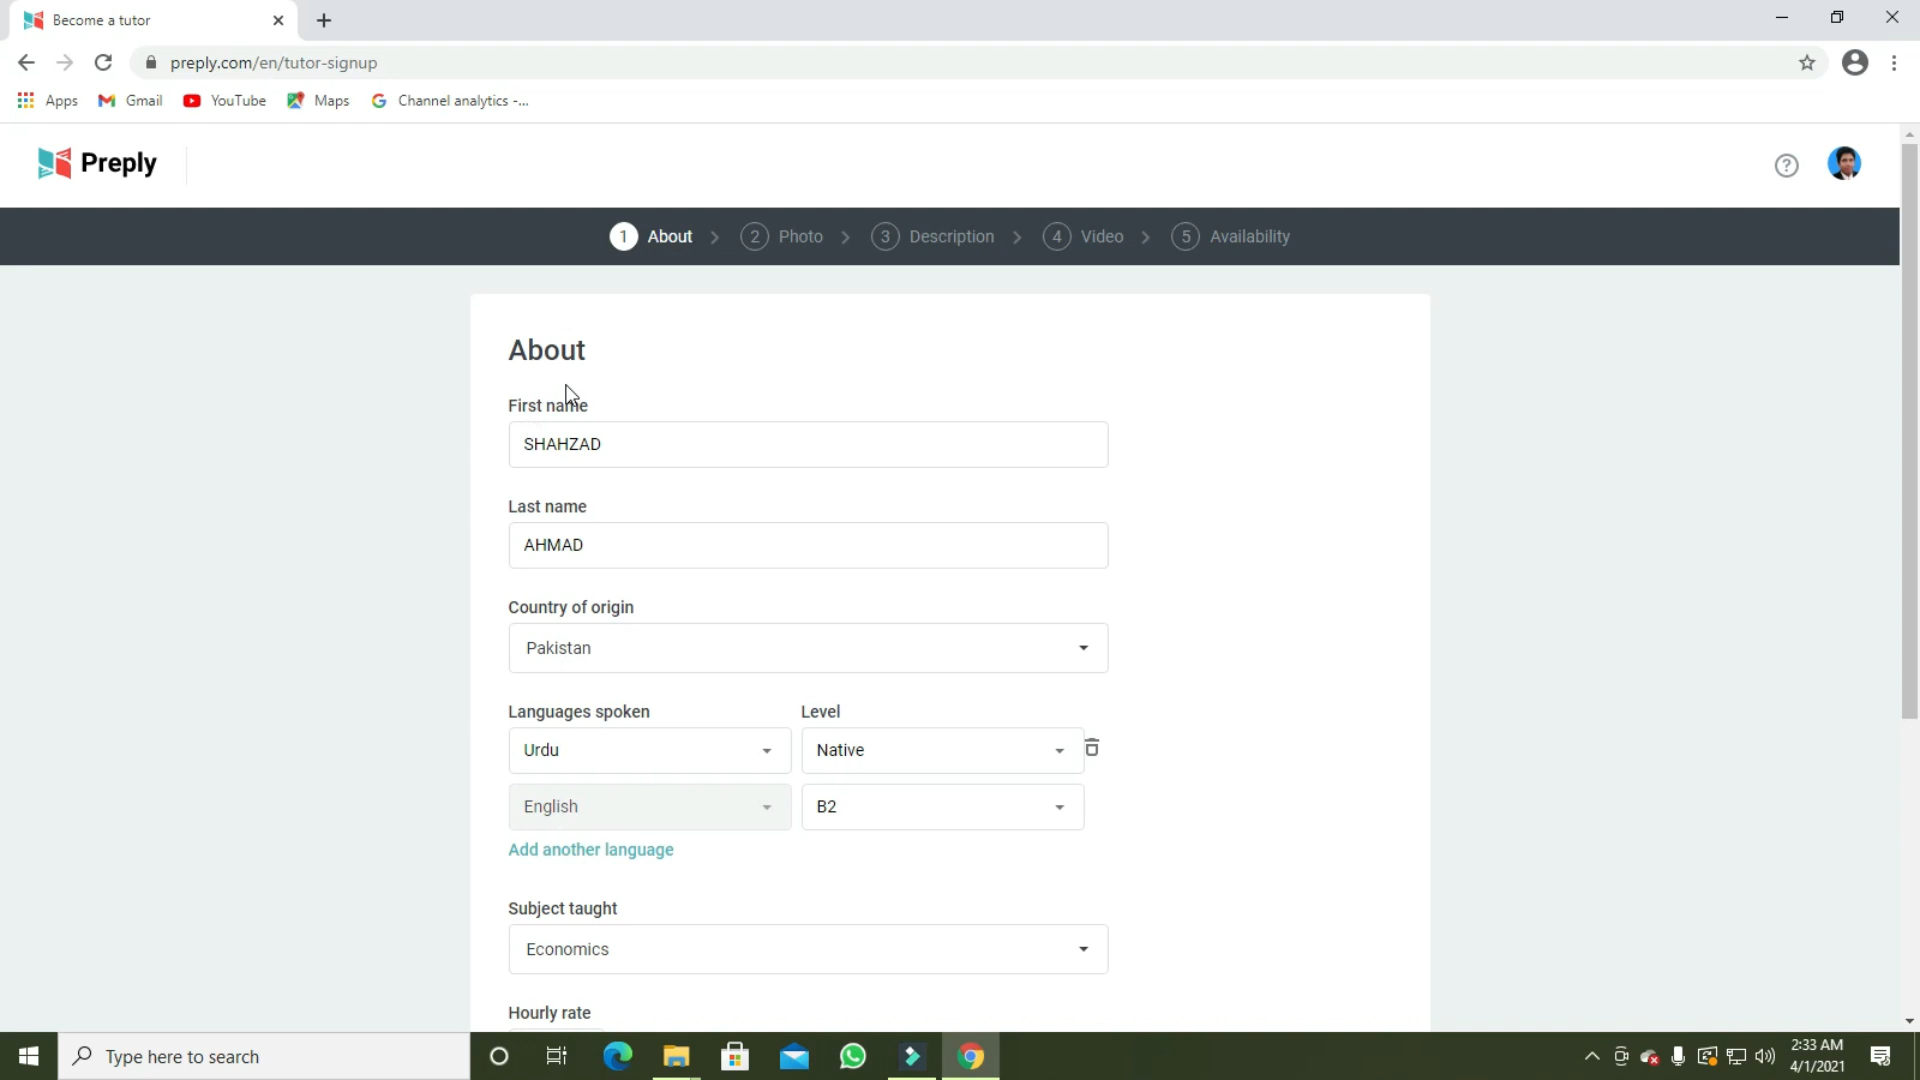 Become a tutor
preply.com/en/tutor-signup
Apps Gmail YouTube Maps Channel analytics -...
Preply
1 About 2 Photo 3 Description 4 Video 5 Availability
About
First name
SHAHZAD
Last name
AHMAD
Country of origin
Pakistan
Languages spoken Level
Urdu Native
English B2
Add another language
Subject taught
Economics
Hourly rate
Type here to search
2:33 AM
4/1/2021